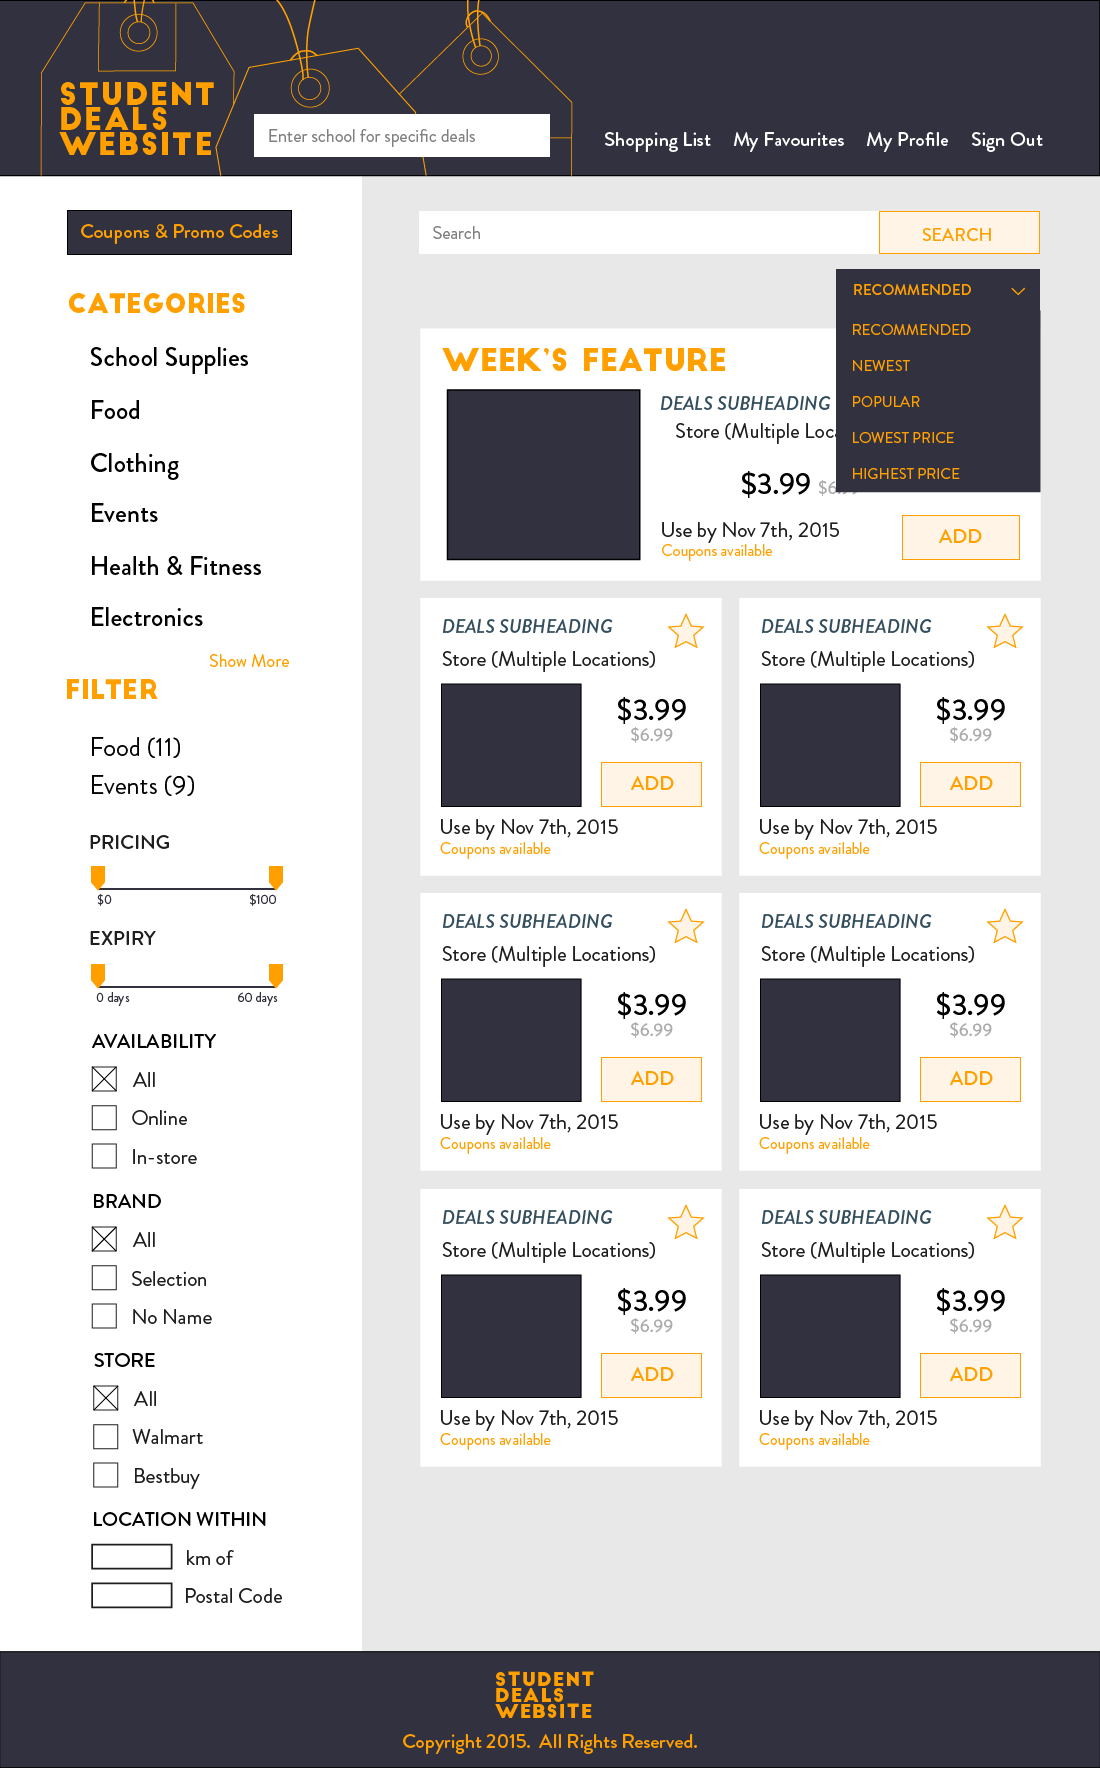 STUDENT
DEALS
WEBSITE
Enter school for specific deals
Shopping List
My Favourites
My Profile
Sign Out
Coupons & Promo Codes
CATEGORIES
School Supplies
Food
Clothing
Events
Health & Fitness
Electronics
Show More
FILTER
Food (11)
Events (9)
PRICING
$0
$100
EXPIRY
0 days
60 days
AVAILABILITY
All
Online
In-store
BRAND
All
Selection
No Name
STORE
All
Walmart
Bestbuy
LOCATION WITHIN
km of
Postal Code
Search
SEARCH
RECOMMENDED
RECOMMENDED
NEWEST
POPULAR
LOWEST PRICE
HIGHEST PRICE
WEEK'S FEATURE
DEALS SUBHEADING
Store (Multiple
$3.99
Use by Nov 7th, 2015
Coupons available
ADD
DEALS SUBHEADING
Store (Multiple Locations)
$3.99
$6.99
ADD
Use by Nov 7th, 2015
Coupons available
DEALS SUBHEADING
Store (Multiple Locations)
$3.99
$6.99
ADD
Use by Nov 7th, 2015
Coupons available
DEALS SUBHEADING
Store (Multiple Locations)
$3.99
$6.99
ADD
Use by Nov 7th, 2015
Coupons available
DEALS SUBHEADING
Store (Multiple Locations)
$3.99
$6.99
ADD
Use by Nov 7th, 2015
Coupons available
DEALS SUBHEADING
Store (Multiple Locations)
$3.99
$6.99
ADD
Use by Nov 7th, 2015
Coupons available
DEALS SUBHEADING
Store (Multiple Locations)
$3.99
$6.99
ADD
Use by Nov 7th, 2015
Coupons available
STUDENT
DEALS
WEBSITE
Copyright 2015. All Rights Reserved.